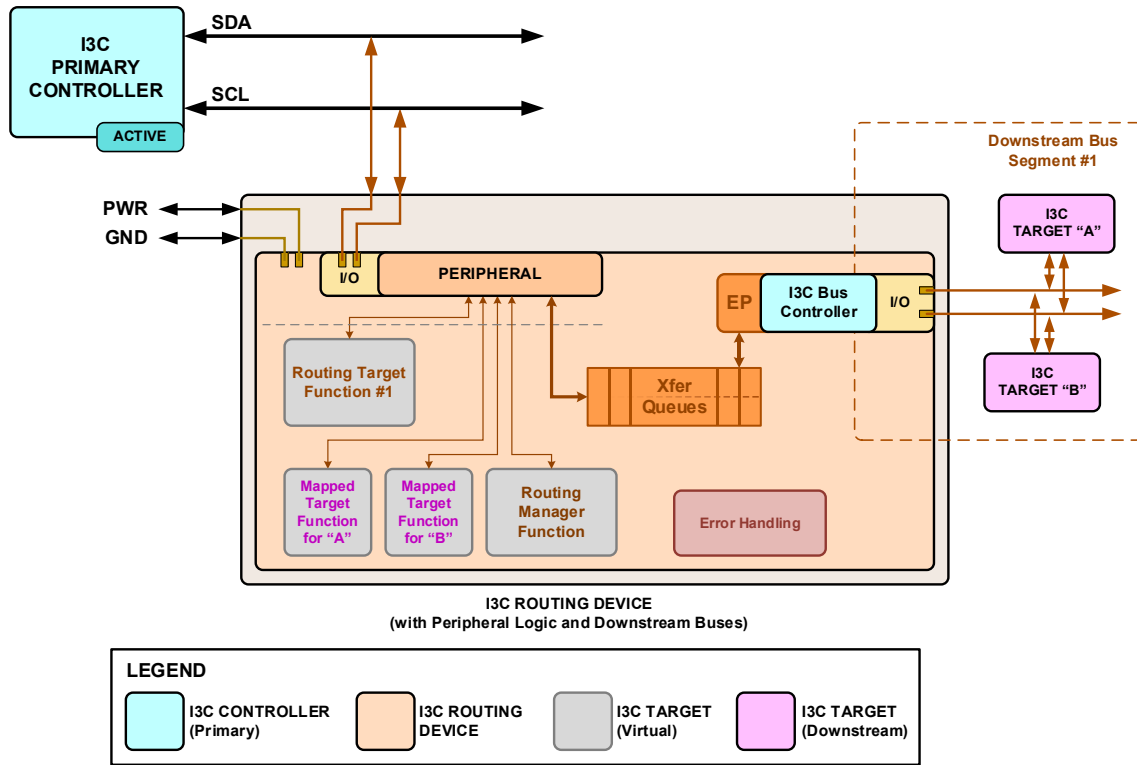 I3C
PRIMARY
CONTROLLER
ACTIVE
SDA
SCL
PWR
GND
Downstream Bus
Segment #1
I3C
TARGET “A”
I/O
PERIPHERAL
EP
I3C Bus
Controller
I/O
I3C
TARGET “B”
Routing Target
Function #1
Xfer
Queues
Mapped
Target
Function
for “A”
Mapped
Target
Function
for “B”
Routing
Manager
Function
Error Handling
I3C ROUTING DEVICE
(with Peripheral Logic and Downstream Buses)
LEGEND
I3C CONTROLLER
(Primary)
I3C ROUTING
DEVICE
I3C TARGET
(Virtual)
I3C TARGET
(Downstream)